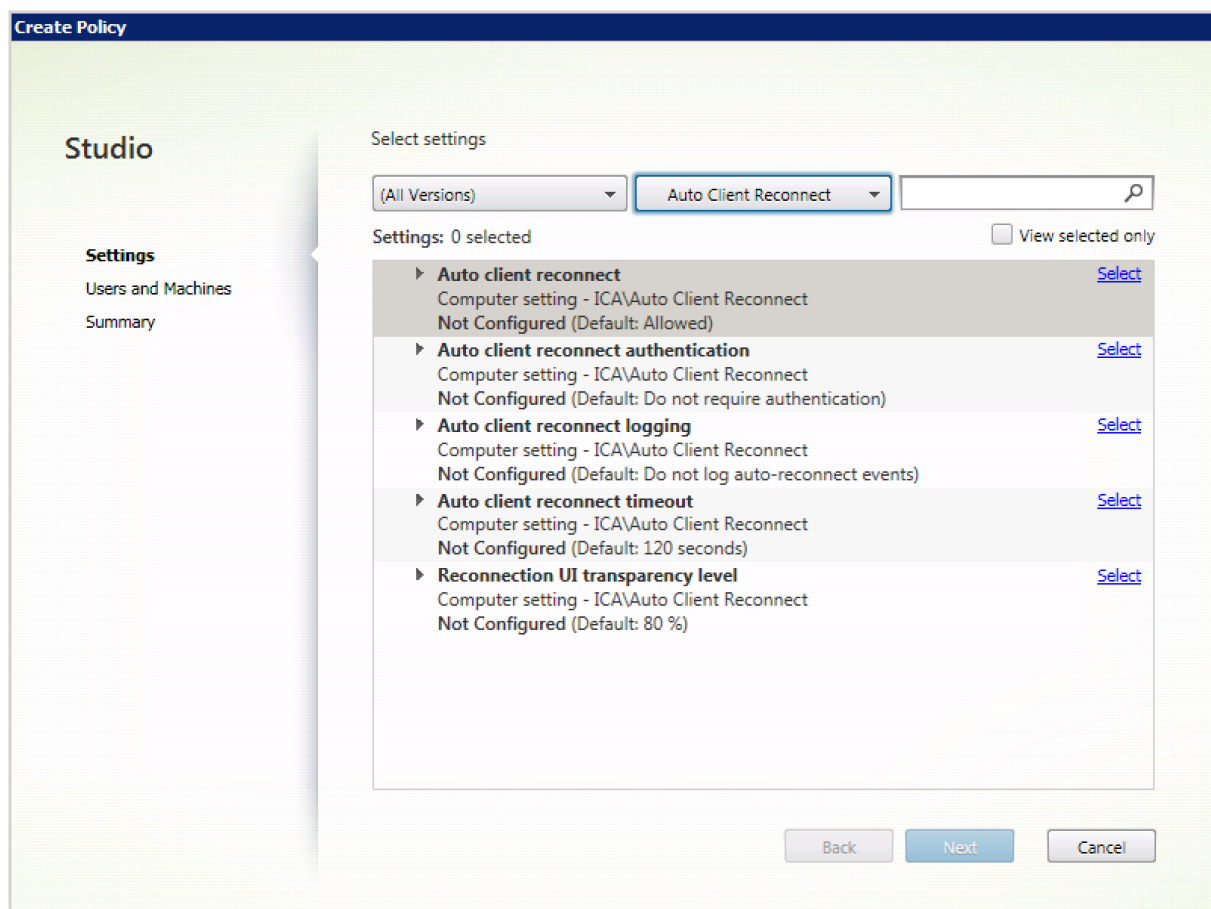 Create Policy
Studio
Settings
Users and Machines
Summary
Select settings
(All Versions)
Auto Client Reconnect
Settings: 0 selected
View selected only
Auto client reconnect
Select
Computer setting - ICA\Auto Client Reconnect
Not Configured (Default: Allowed)
Auto client reconnect authentication
Select
Computer setting - ICA\Auto Client Reconnect
Not Configured (Default: Do not require authentication)
Auto client reconnect logging
Select
Computer setting - ICA\Auto Client Reconnect
Not Configured (Default: Do not log auto-reconnect events)
Auto client reconnect timeout
Select
Computer setting - ICA\Auto Client Reconnect
Not Configured (Default: 120 seconds)
Reconnection UI transparency level
Select
Computer setting - ICA\Auto Client Reconnect
Not Configured (Default: 80 %)
Back
Next
Cancel